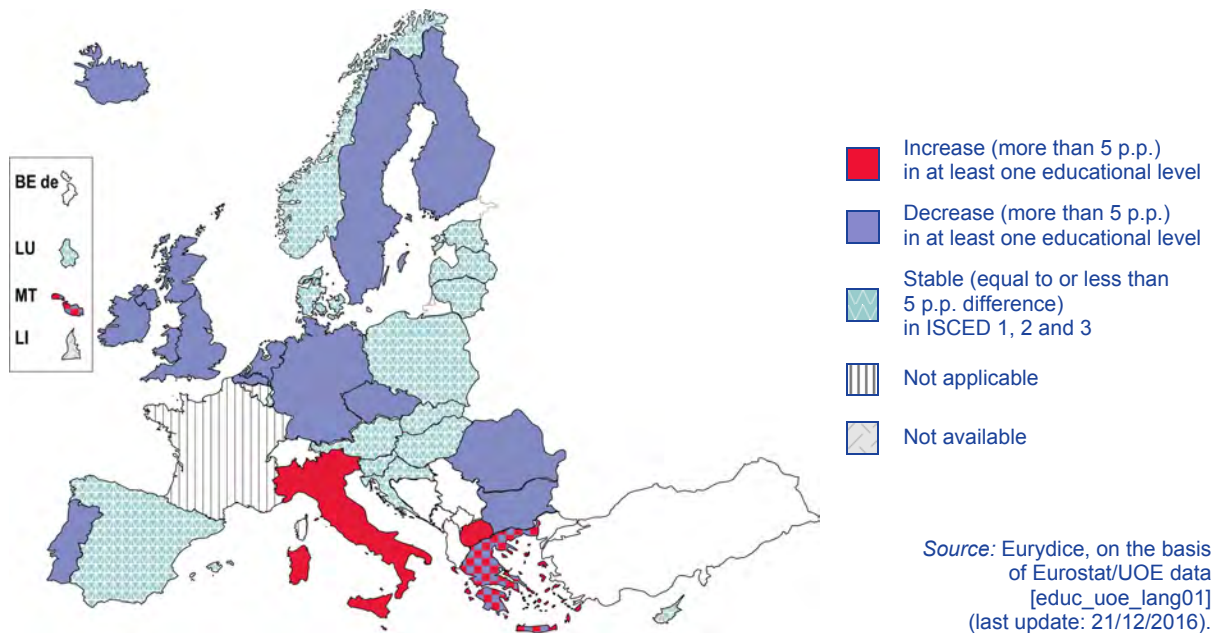 BE de
LU
MT
LI
Increase (more than 5 p.p.)
in at least one educational level
Decrease (more than 5 p.p.)
in at least one educational level
Stable (equal to or less than
5 p.p. difference)
in ISCED 1, 2 and 3
Not applicable
Not available
Source: Eurydice, on the basis
of Eurostat/UOE data
[educ_uoe_lang01]
(last update: 21/12/2016).